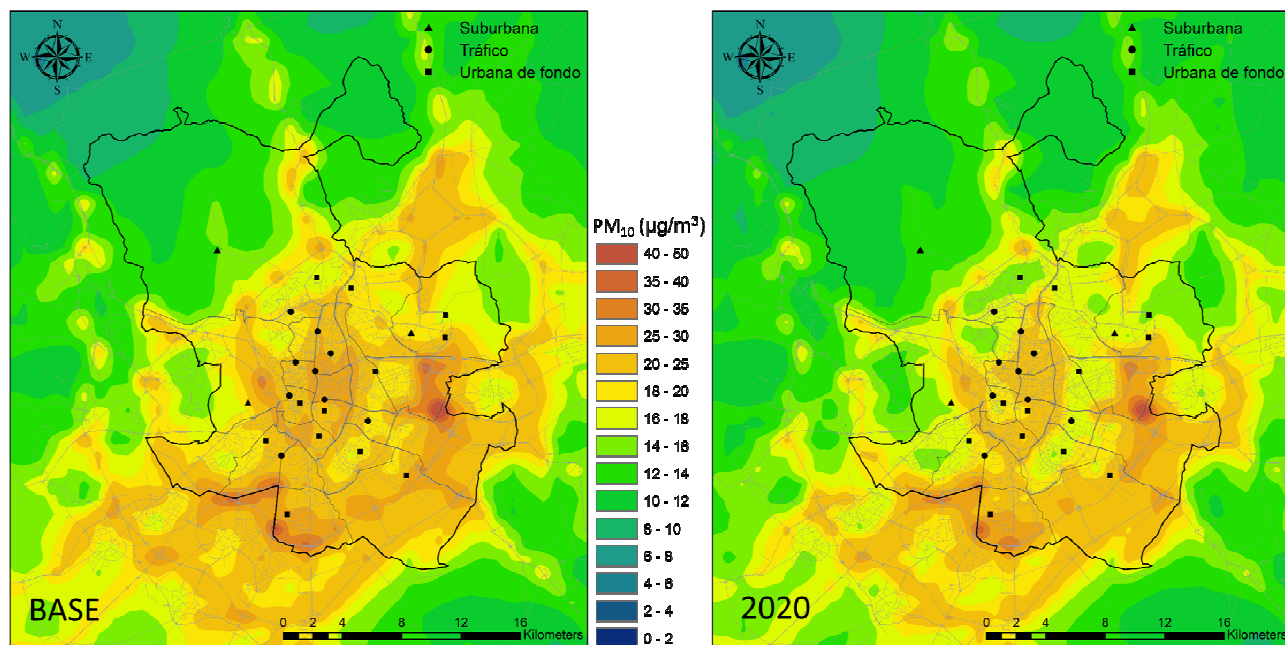 N
W E
S
Suburbana
Tráfico
Urbana de fondo
BASE
0 2 4 8 12 16
Kilometers
PM10 (µg/m3)
40 - 50
35 - 40
30 - 35
25 - 30
20 - 25
18 - 20
16 - 18
14 - 16
12 - 14
10 - 12
8 - 10
6 - 8
4 - 6
2 - 4
0 - 2
N
W E
S
Suburbana
Tráfico
Urbana de fondo
2020
0 2 4 8 12 16
Kilometers